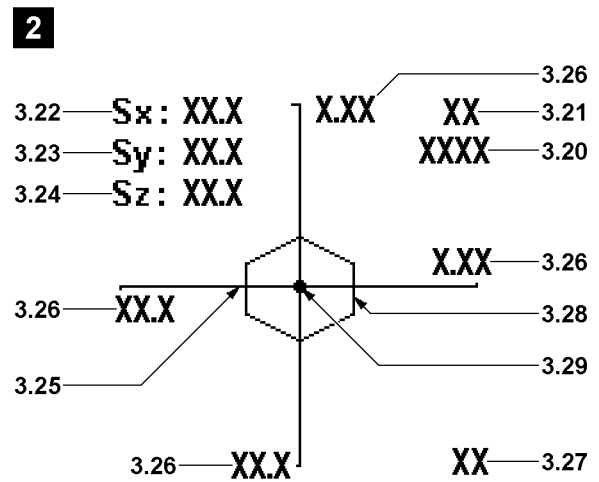 2
3.26
3.22 Sx: XX.X X.XX XX 3.21
3.23 Sy: XX.X XXXX 3.20
3.24 Sz: XX.X
X.XX 3.26
3.26 XX.X 3.28
3.29
3.25
3.26 XX.X XX 3.27